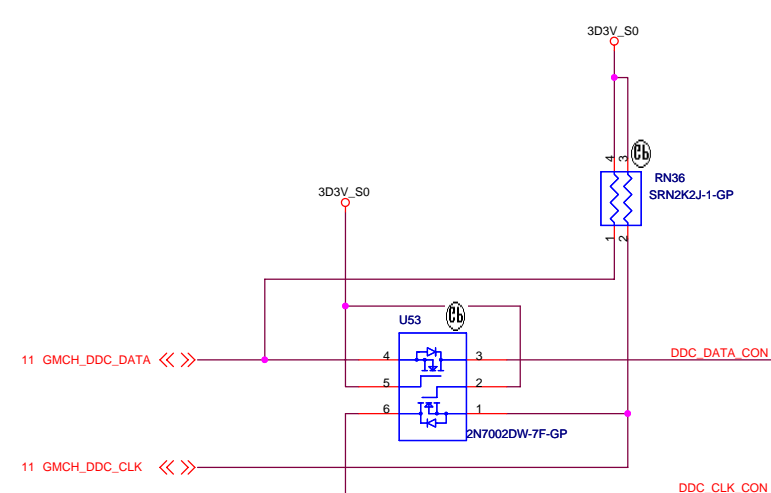 3D3V_S0
4
3
RN36
SRN2K2J-1-GP
1
2
3D3V_S0
U53
11 GMCH_DDC_DATA
4
3
DDC_DATA_CON
5
2
6
1
2N7002DW-7F-GP
11 GMCH_DDC_CLK
DDC_CLK_CON